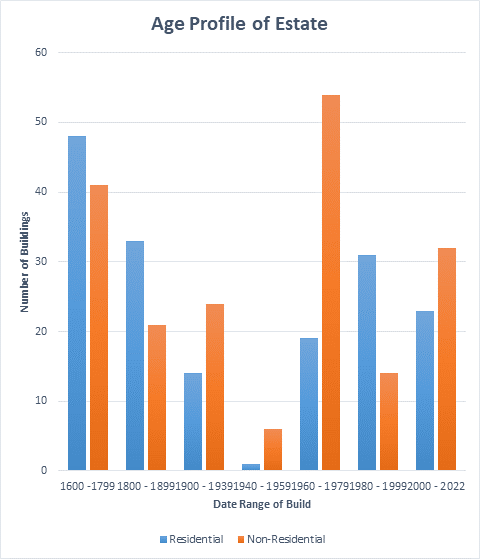 Age Profile of Estate
60
50
40
30
20
10
0
Number of Buildings
1600 -1799 1800 - 1899 1900 - 1939 1940 - 1959 1960 - 1979 1980 - 1999 2000 - 2022
Date Range of Build
Residential Non-Residential